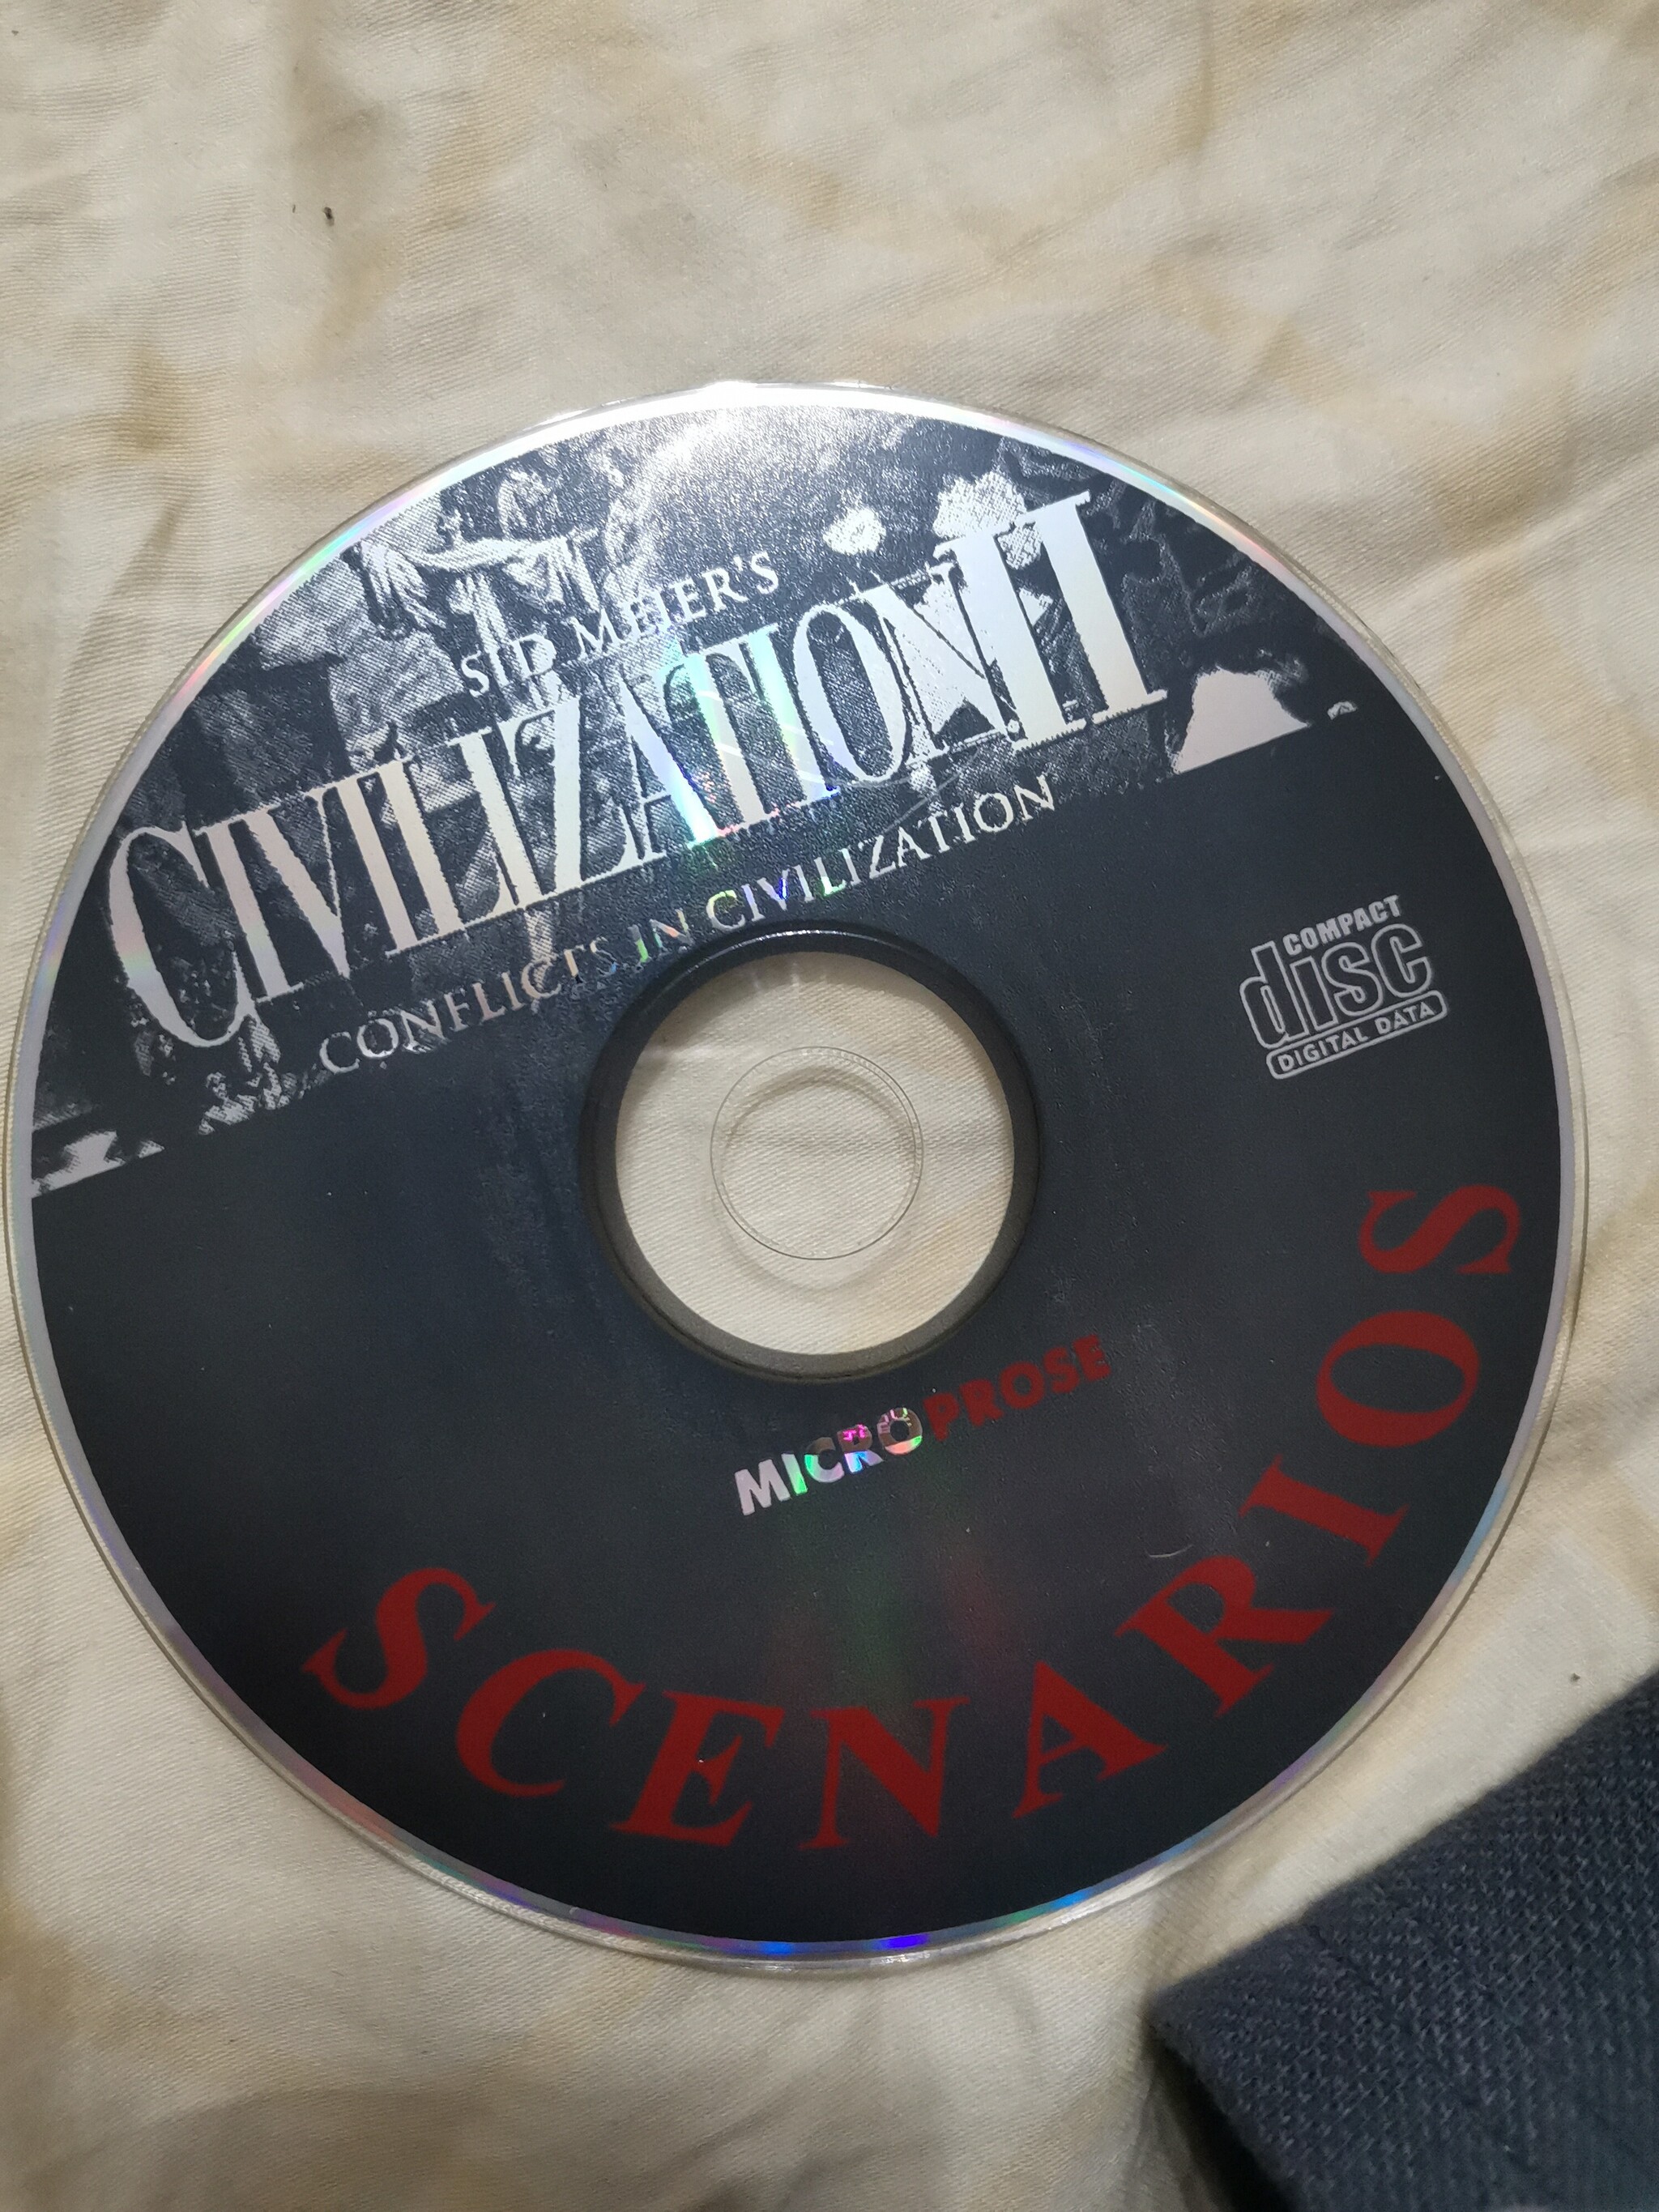 SID MEIER'S
CIVILIZATION II
CONFLICTS IN CIVILIZATION
COMPACT
disc
DIGITAL DATA
MICROPROSE
SCENARIOS